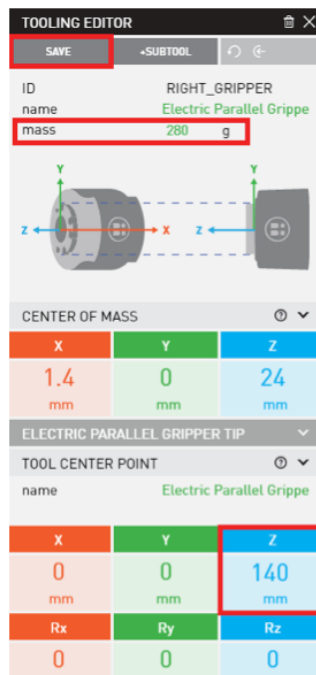 TOOLING EDITOR
SAVE +SUBTOOL
ID RIGHT_GRIPPER
name Electric Parallel Grippe
mass 280 g
Y Y
Z X Z
CENTER OF MASS ?
X Y Z
1.4 0 24
mm mm mm
ELECTRIC PARALLEL GRIPPER TIP
TOOL CENTER POINT ?
name Electric Parallel Grippe
X Y Z
0 0 140
mm mm mm
Rx Ry Rz
0 0 0